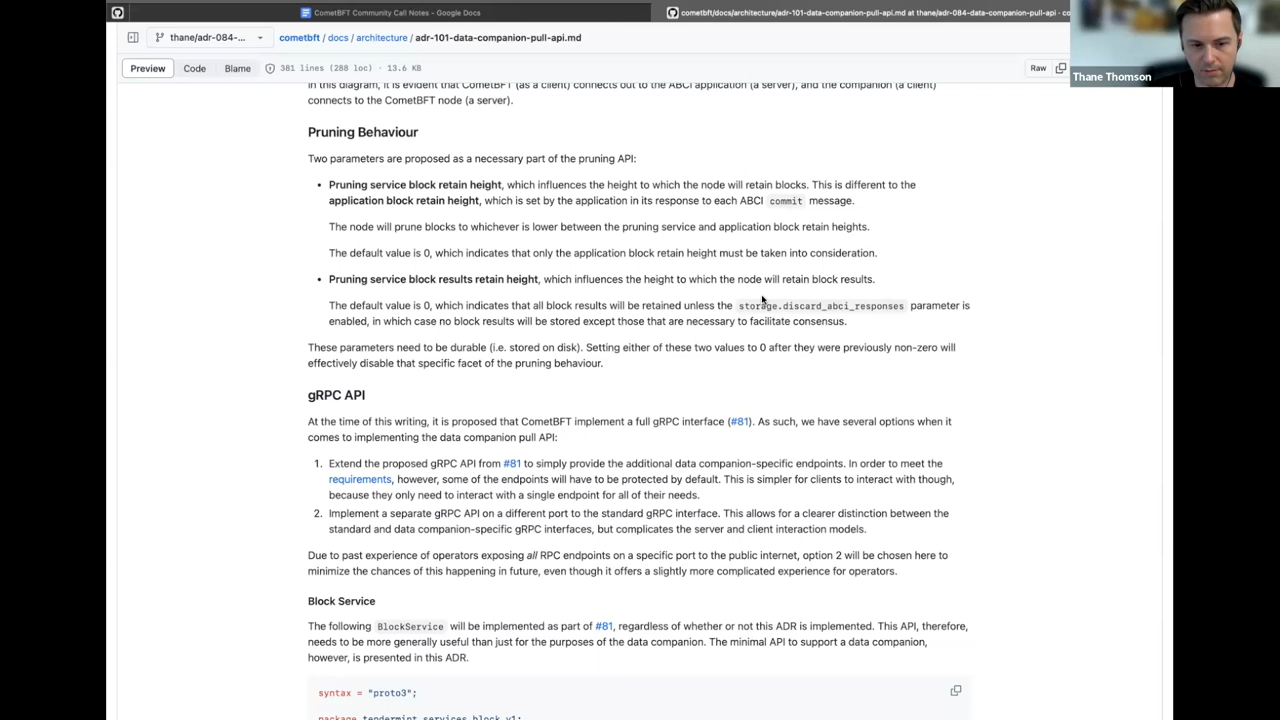 CometBFT Community Call Notes - Google Docs
cometbft/docs/architecture/adr-101-data-companion-pull-api.md at thane/adr-084-data-companion-pull-api · co
thane/adr-084-...
cometbft / docs / architecture / adr-101-data-companion-pull-api.md
Preview Code Blame 381 lines (288 loc) · 13.6 KB Raw
Thane Thomson
In this diagram, it is evident that CometBFT (as a client) connects out to the ABCI application (a server), and the companion (a client)
connects to the CometBFT node (a server).
Pruning Behaviour
Two parameters are proposed as a necessary part of the pruning API:
• Pruning service block retain height, which influences the height to which the node will retain blocks. This is different to the
application block retain height, which is set by the application in its response to each ABCI commit message.
The node will prune blocks to whichever is lower between the pruning service and application block retain heights.
The default value is 0, which indicates that only the application block retain height must be taken into consideration.
• Pruning service block results retain height, which influences the height to which the node will retain block results.
The default value is 0, which indicates that all block results will be retained unless the storage.discard_abci_responses parameter is
enabled, in which case no block results will be stored except those that are necessary to facilitate consensus.
These parameters need to be durable (i.e. stored on disk). Setting either of these two values to 0 after they were previously non-zero will
effectively disable that specific facet of the pruning behaviour.
gRPC API
At the time of this writing, it is proposed that CometBFT implement a full gRPC interface (#81). As such, we have several options when it
comes to implementing the data companion pull API:
1. Extend the proposed gRPC API from #81 to simply provide the additional data companion-specific endpoints. In order to meet the
requirements, however, some of the endpoints will have to be protected by default. This is simpler for clients to interact with though,
because they only need to interact with a single endpoint for all of their needs.
2. Implement a separate gRPC API on a different port to the standard gRPC interface. This allows for a clearer distinction between the
standard and data companion-specific gRPC interfaces, but complicates the server and client interaction models.
Due to past experience of operators exposing all RPC endpoints on a specific port to the public internet, option 2 will be chosen here to
minimize the chances of this happening in future, even though it offers a slightly more complicated experience for operators.
Block Service
The following BlockService will be implemented as part of #81, regardless of whether or not this ADR is implemented. This API, therefore,
needs to be more generally useful than just for the purposes of the data companion. The minimal API to support a data companion,
however, is presented in this ADR.
syntax = "proto3";
package tendermint.services.block.v1;